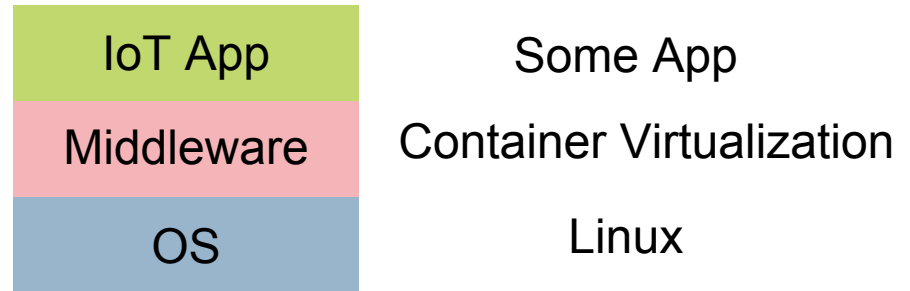 IoT App Some App
Middleware Container Virtualization
OS Linux